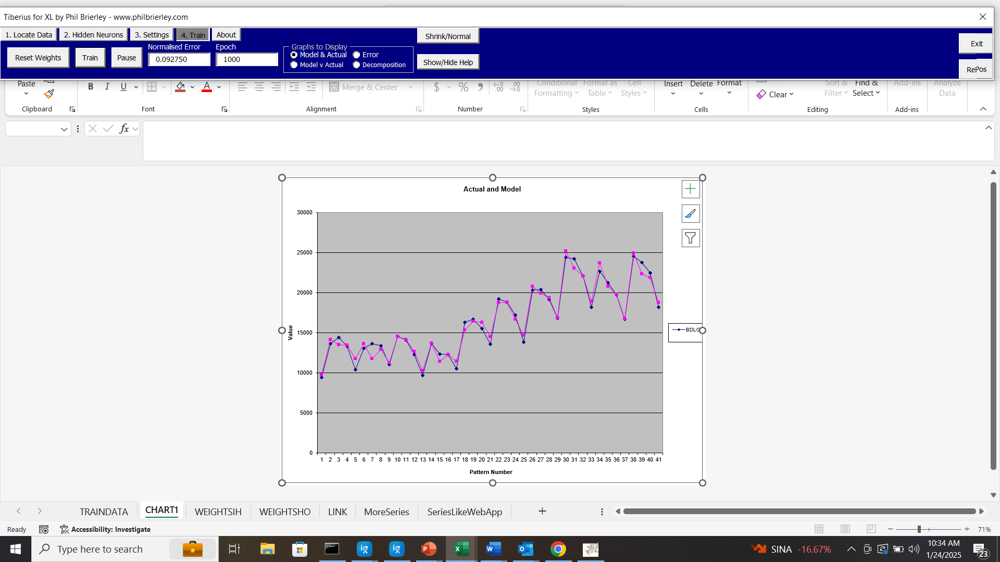 Tiberius for XL by Phil Brierley - www.philbrierley.com
1. Locate Data 2. Hidden Neurons 3. Settings 4. Train About
Shrink/Normal
Exit
Normalised Error Epoch Graphs to Display
Reset Weights Train Pause 0.092750 1000
Model & Actual Error
Model v Actual Decomposition
Show/Hide Help
RePos
Paste B I U A Merge & Center $ % Conditional Formatting Format as Table Cell Styles Insert Delete Format Clear Sort & Filter Find & Select Add-ins Analyze Data
Clipboard Font Alignment Number Styles Cells Editing Add-ins
fx
Actual and Model
30000
25000
20000
15000
10000
5000
0
Value
BDLG
1 2 3 4 5 6 7 8 9 10 11 12 13 14 15 16 17 18 19 20 21 22 23 24 25 26 27 28 29 30 31 32 33 34 35 36 37 38 39 40 41
Pattern Number
TRAINDATA CHART1 WEIGHTSIH WEIGHTSHO LINK MoreSeries SeriesLikeWebApp
Ready Accessibility: Investigate 71%
Type here to search
SINA -16.67%
10:34 AM
1/24/2025
23